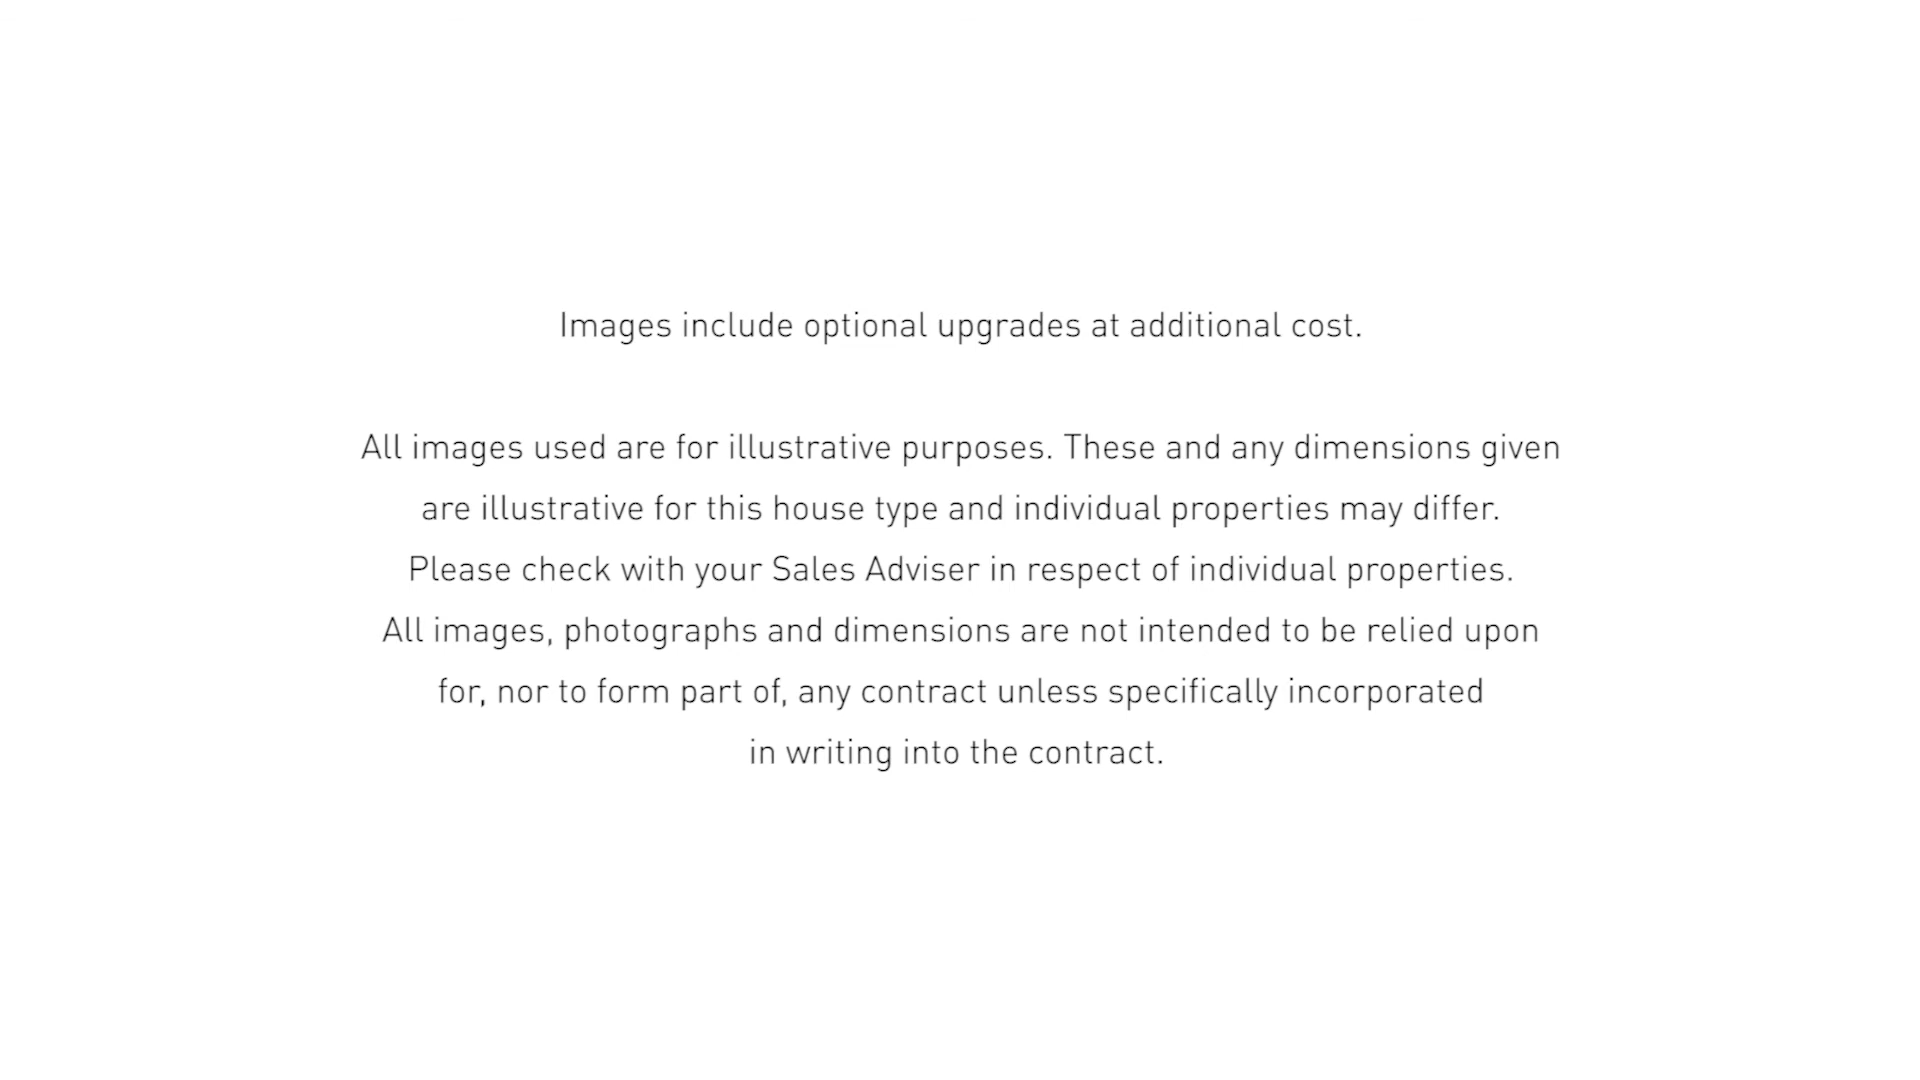 Images include optional upgrades at additional cost.
All images used are for illustrative purposes. These and any dimensions given
are illustrative for this house type and individual properties may differ.
Please check with your Sales Adviser in respect of individual properties.
All images, photographs and dimensions are not intended to be relied upon
for, nor to form part of, any contract unless specifically incorporated
in writing into the contract.